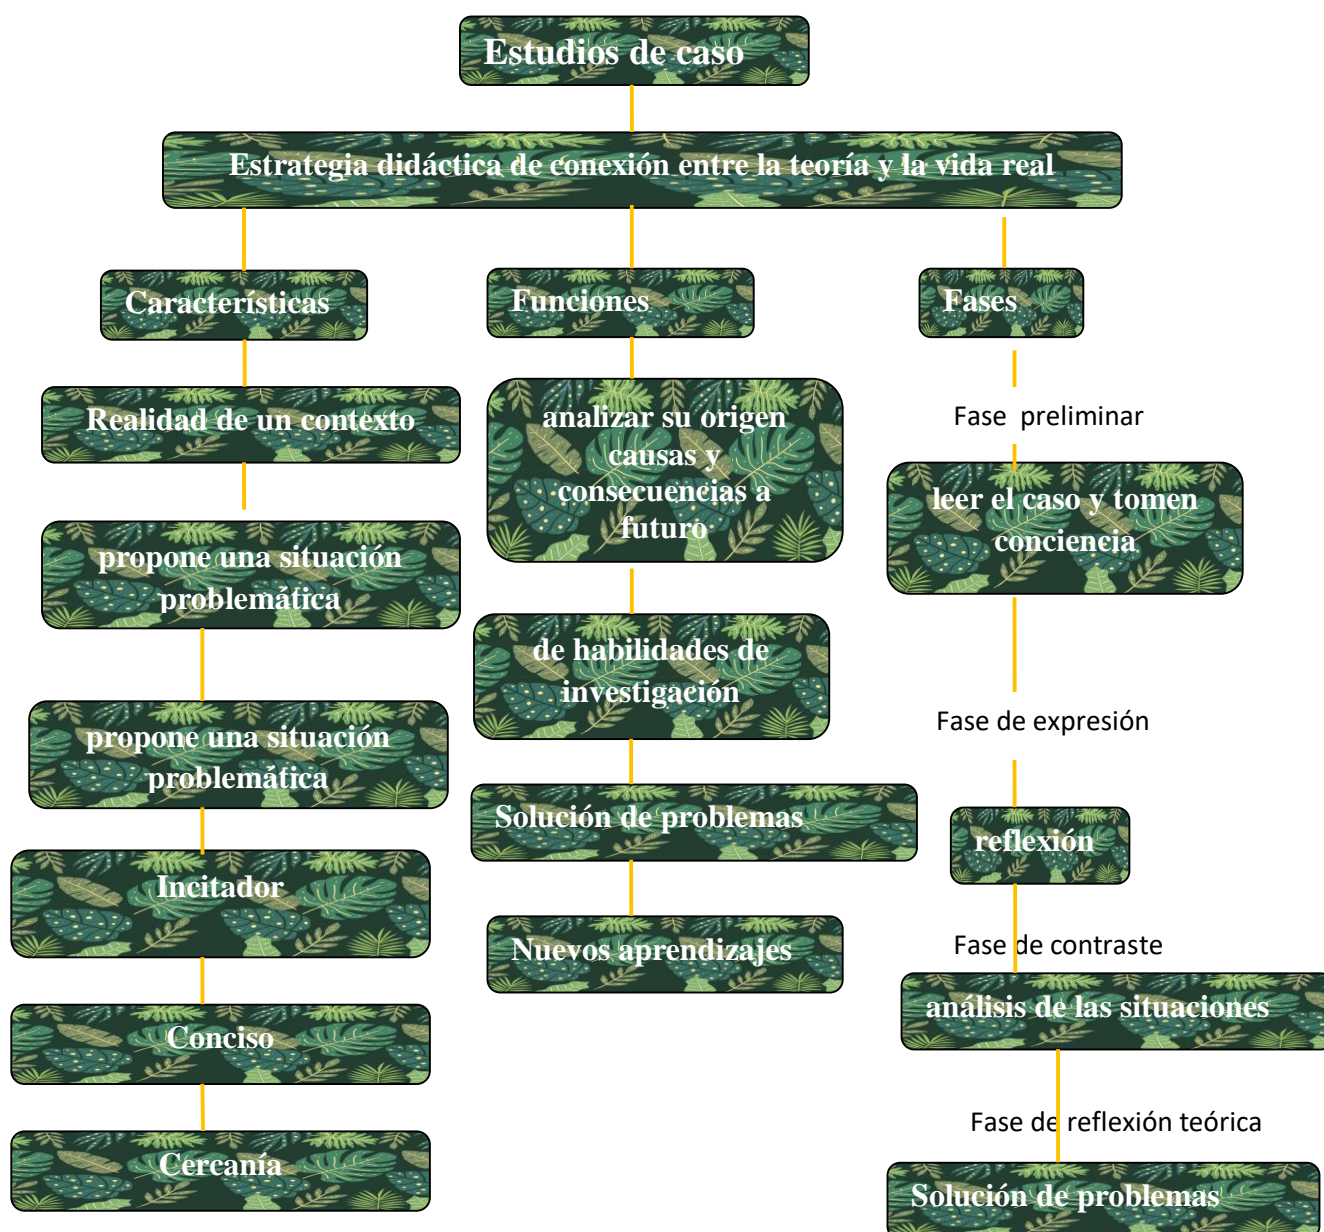 Estudios de caso
Estrategia didáctica de conexión entre la teoría y la vida real
Características
Realidad de un contexto
propone una situación
problemática
propone una situación
problemática
Incitador
Conciso
Cercanía
Funciones
analizar su origen
causas y
consecuencias a
futuro
de habilidades de
investigación
Solución de problemas
Nuevos aprendizajes
Fases
Fase preliminar
leer el caso y tomen
conciencia
Fase de expresión
reflexión
Fase de contraste
análisis de las situaciones
Fase de reflexión teórica
Solución de problemas